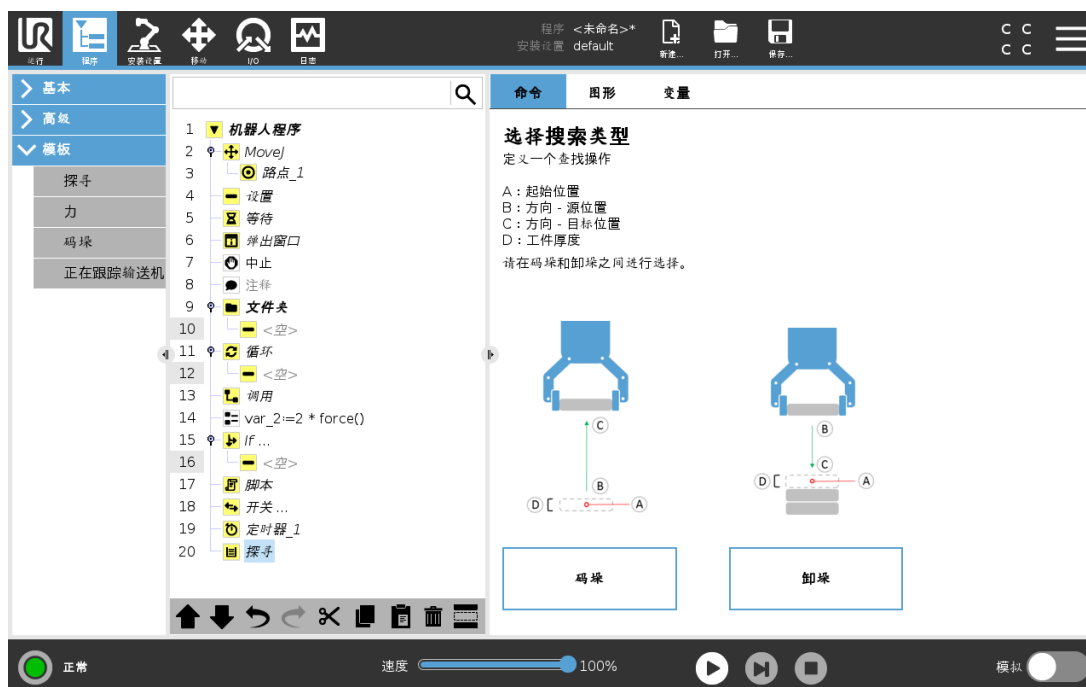 UR
运行
程序
安装设置
移动
I/O
日志
程序 <未命名>*
安装设置 default
新建...
打开...
保存...
C C
C C
基本
高级
模板
探寻
力
码垛
正在跟踪输送机
1 机器人程序
2 MoveJ
3 路点_1
4 设置
5 等待
6 弹出窗口
7 中止
8 注释
9 文件夹
10 <空>
11 循环
12 <空>
13 调用
14 var_2:=2 * force()
15 If ...
16 <空>
17 脚本
18 开关 ...
19 定时器_1
20 探寻
命令 图形 变量
选择搜索类型
定义一个查找操作
A：起始位置
B：方向 - 源位置
C：方向 - 目标位置
D：工件厚度
请在码垛和卸垛之间进行选择。
C
B
D
A
B
C
D
A
码垛
卸垛
正常
速度
100%
模拟